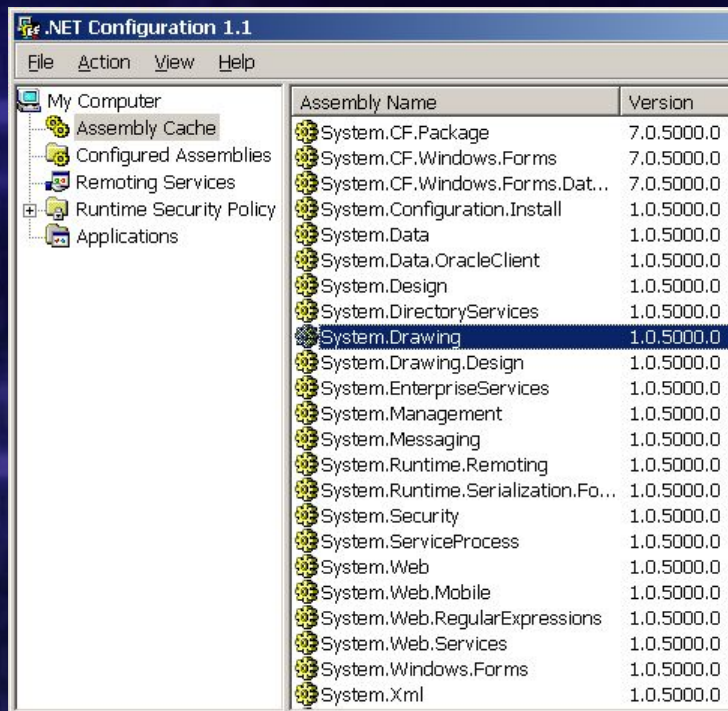 .NET Configuration 1.1
File Action View Help
My Computer
Assembly Cache
Configured Assemblies
Remoting Services
Runtime Security Policy
Applications
Assembly Name Version
System.CF.Package 7.0.5000.0
System.CF.Windows.Forms 7.0.5000.0
System.CF.Windows.Forms.Dat... 7.0.5000.0
System.Configuration.Install 1.0.5000.0
System.Data 1.0.5000.0
System.Data.OracleClient 1.0.5000.0
System.Design 1.0.5000.0
System.DirectoryServices 1.0.5000.0
System.Drawing 1.0.5000.0
System.Drawing.Design 1.0.5000.0
System.EnterpriseServices 1.0.5000.0
System.Management 1.0.5000.0
System.Messaging 1.0.5000.0
System.Runtime.Remoting 1.0.5000.0
System.Runtime.Serialization.Fo... 1.0.5000.0
System.Security 1.0.5000.0
System.ServiceProcess 1.0.5000.0
System.Web 1.0.5000.0
System.Web.Mobile 1.0.5000.0
System.Web.RegularExpressions 1.0.5000.0
System.Web.Services 1.0.5000.0
System.Windows.Forms 1.0.5000.0
System.Xml 1.0.5000.0